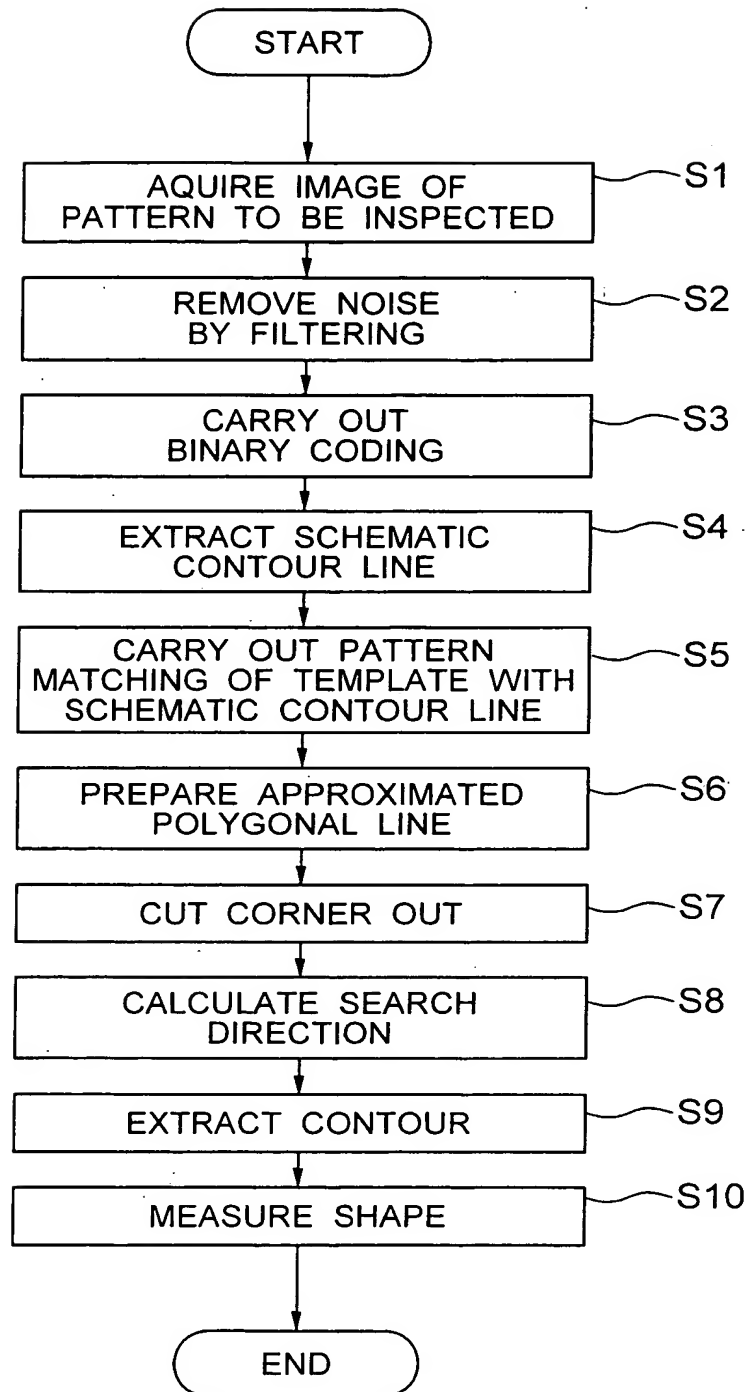 START
AQUIRE IMAGE OF
PATTERN TO BE INSPECTED
S1
REMOVE NOISE
BY FILTERING
S2
CARRY OUT
BINARY CODING
S3
EXTRACT SCHEMATIC
CONTOUR LINE
S4
CARRY OUT PATTERN
MATCHING OF TEMPLATE WITH
SCHEMATIC CONTOUR LINE
S5
PREPARE APPROXIMATED
POLYGONAL LINE
S6
CUT CORNER OUT
S7
CALCULATE SEARCH
DIRECTION
S8
EXTRACT CONTOUR
S9
MEASURE SHAPE
S10
END